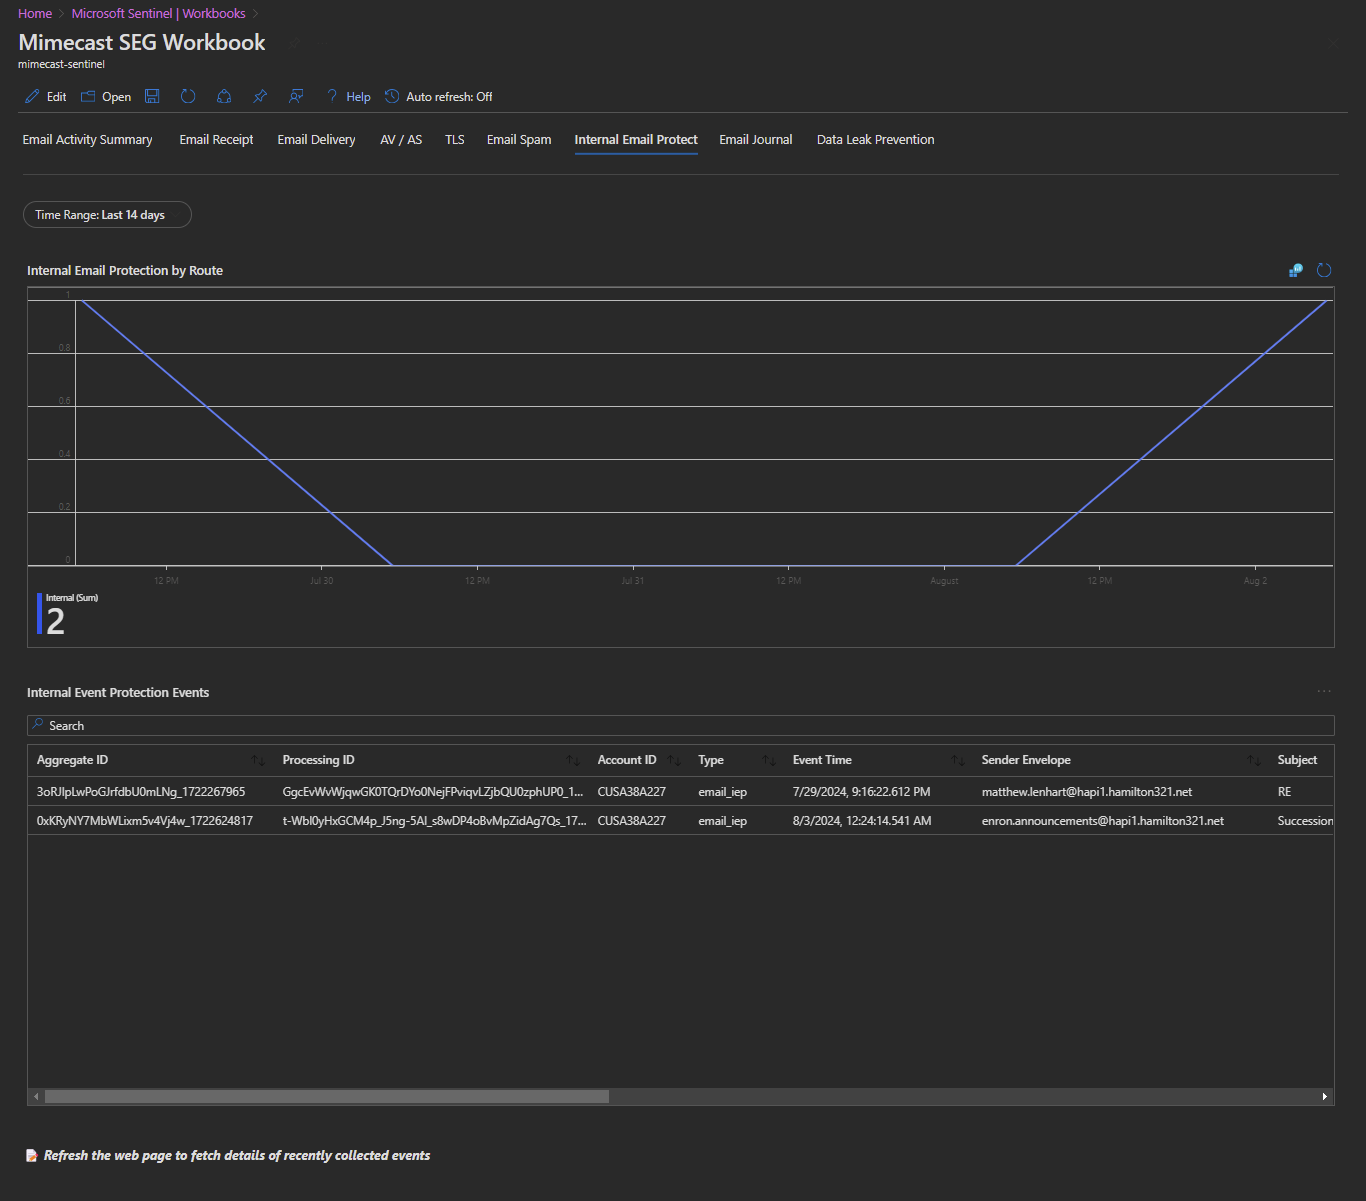 Home > Microsoft Sentinel | Workbooks >
Mimecast SEG Workbook
mimecast-sentinel
Edit Open ? Help Auto refresh: Off
Email Activity Summary Email Receipt Email Delivery AV / AS TLS Email Spam Internal Email Protect Email Journal Data Leak Prevention
Time Range: Last 14 days
Internal Email Protection by Route
1
0.8
0.6
0.4
0.2
0
12 PM Jul 30 12 PM Jul 31 12 PM August 12 PM Aug 2
Internal (Sum)
2
Internal Event Protection Events
...
Search
Aggregate ID Processing ID Account ID Type Event Time Sender Envelope Subject
3oRJlpLwPoGJrfdbU0mLNg_1722267965 GgcEvWvWjqwGK0TQrDYo0NejFPviqvLZjbQU0zphUP0_1... CUSA38A227 email_iep 7/29/2024, 9:16:22.612 PM matthew.lenhart@hapi1.hamilton321.net RE
0xKRyNY7MbWLixm5v4Vj4w_1722624817 t-Wbl0yHxGCM4p_J5ng-5AI_s8wDP4oBvMpZidAg7Qs_17... CUSA38A227 email_iep 8/3/2024, 12:24:14.541 AM enron.announcements@hapi1.hamilton321.net Succession
Refresh the web page to fetch details of recently collected events